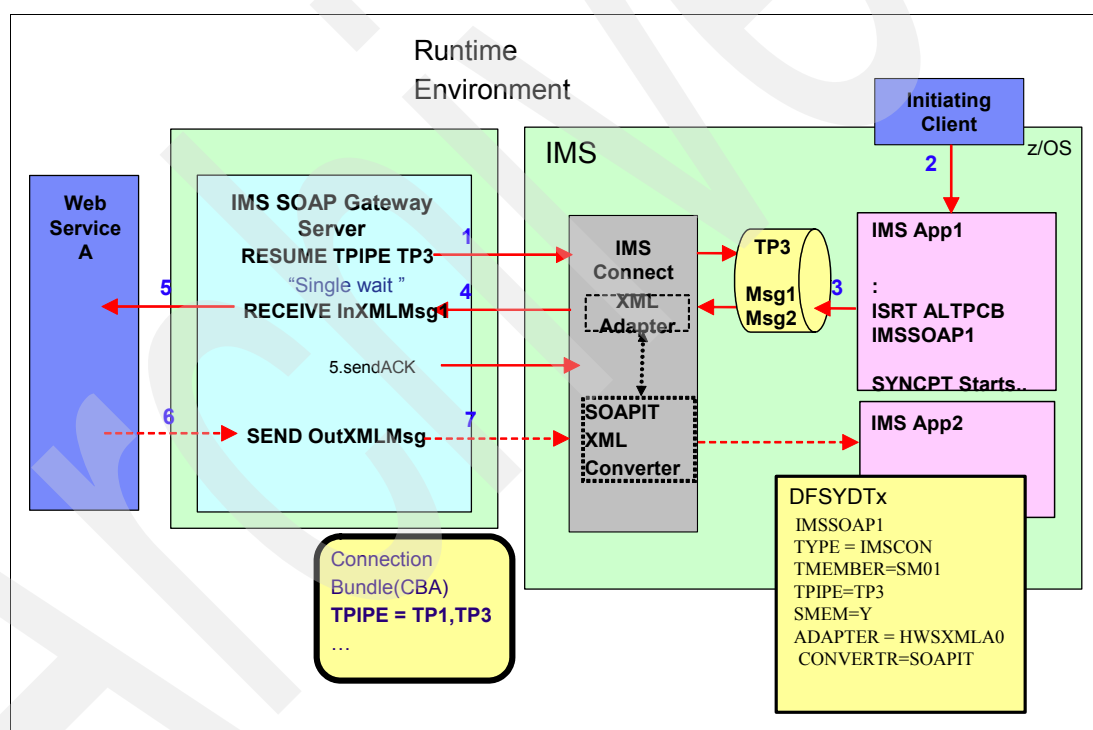 Runtime
Environment
Initiating
Client
z/OS
IMS
2
Web
Service
A
IMS SOAP Gateway
Server
RESUME TPIPE TP3
1
"Single wait "
RECEIVE InXMLMsg1
4
5
5.sendACK
6
SEND OutXMLMsg
7
IMS
Connect
XML
Adapter
SOAPIT
XML
Converter
TP3
Msg1
Msg2
3
IMS App1
:
ISRT ALTPCB
IMSSOAP1
SYNCPT Starts..
IMS App2
DFSYDTx
IMSSOAP1
TYPE = IMSCON
TMEMBER=SM01
TPIPE=TP3
SMEM=Y
ADAPTER = HWSXMLA0
CONVERTR=SOAPIT
Connection
Bundle(CBA)
TPIPE = TP1,TP3
…